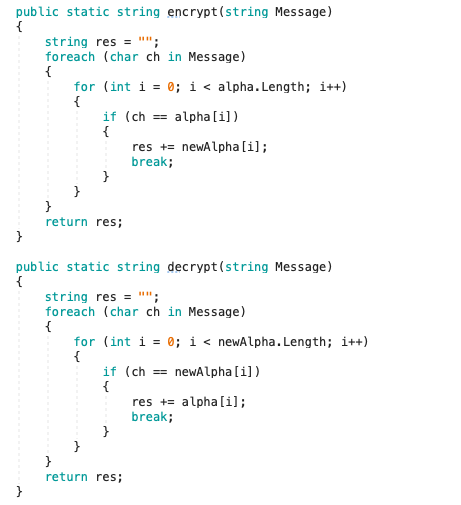 public static string encrypt(string Message)
{
    string res = "";
    foreach (char ch in Message)
    {
        for (int i = 0; i < alpha.Length; i++)
        {
            if (ch == alpha[i])
            {
                res += newAlpha[i];
                break;
            }
        }
    }
    return res;
}

public static string decrypt(string Message)
{
    string res = "";
    foreach (char ch in Message)
    {
        for (int i = 0; i < newAlpha.Length; i++)
        {
            if (ch == newAlpha[i])
            {
                res += alpha[i];
                break;
            }
        }
    }
    return res;
}